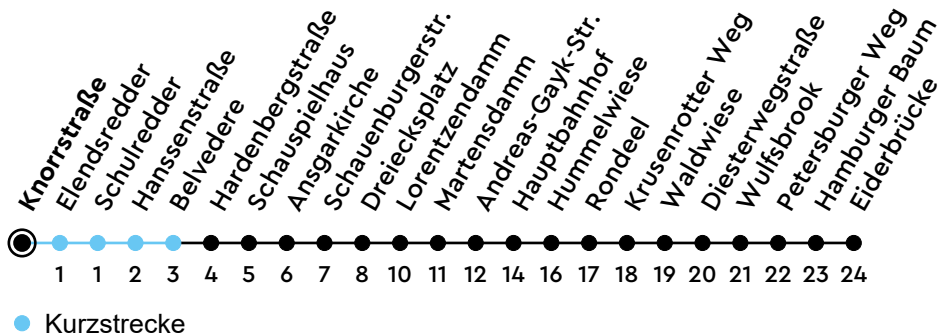 Knorrstraße
Elendsredder
Schulredder
Hanssenstraße
Belvedere
Hardenbergstraße
Schauspielhaus
Ansgarkirche
Schauenburgerstr.
Dreiecksplatz
Lorentzendamm
Martensdamm
Andreas-Gayk-Str.
Hauptbahnhof
Hummelwiese
Rondeel
Krusenrotter Weg
Waldwiese
Diesterwegstraße
Wulfsbrook
Petersburger Weg
Hamburger Baum
Eiderbrücke
1 1 2 3 4 5 6 7 8 10 11 12 14 16 17 18 19 20 21 22 23 24
Kurzstrecke